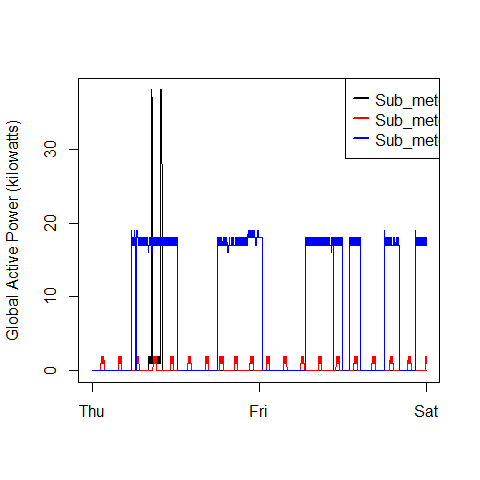 Sub_met
Sub_met
Sub_met
Global Active Power (kilowatts)
30
20
10
0
Thu Fri Sat